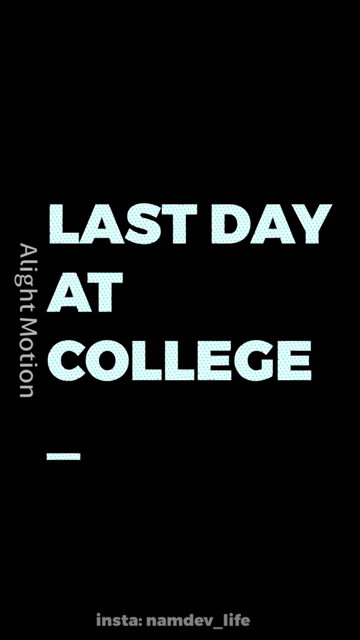 LAST DAY
AT
COLLEGE
_
Alight Motion
insta: namdev_life